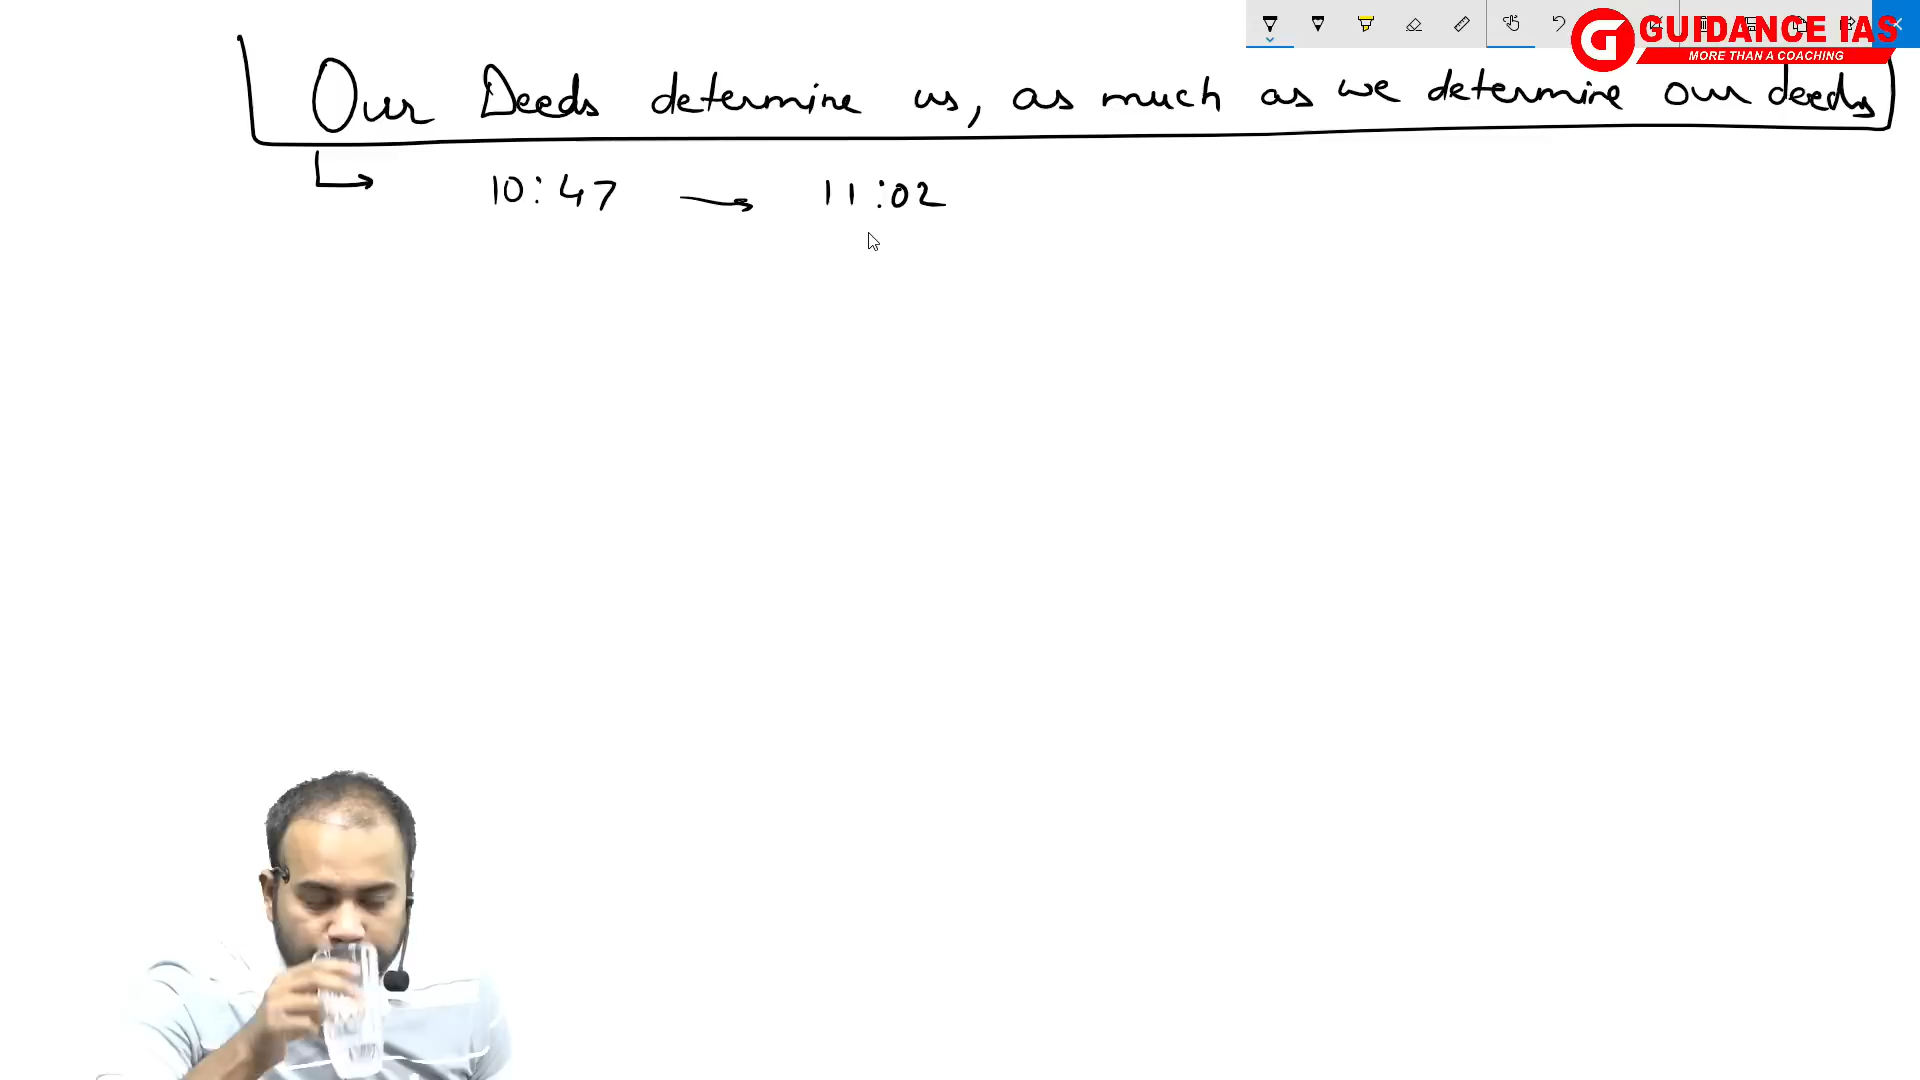 GUIDANCE IAS
MORE THAN A COACHING
Our Deeds determine us, as much as we determine our deeds
10:47 → 11:02